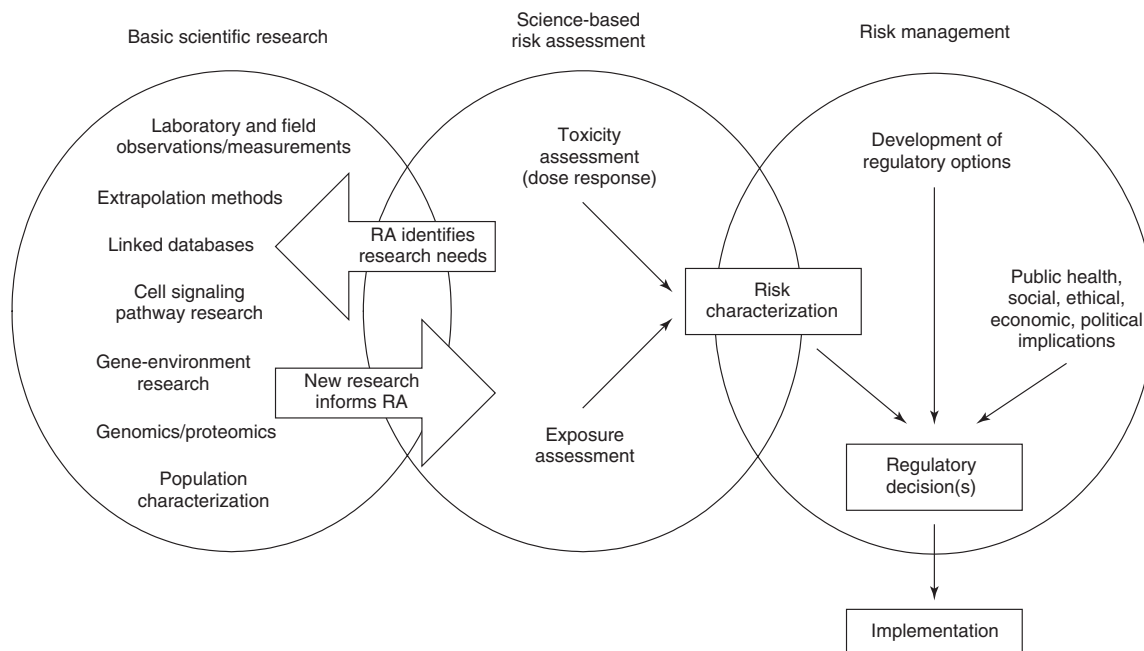 Basic scientific research
Science-based
risk assessment
Risk management
Laboratory and field
observations/measurements
Extrapolation methods
Linked databases
Cell signaling
pathway research
Gene-environment
research
Genomics/proteomics
Population
characterization
RA identifies
research needs
New research
informs RA
Toxicity
assessment
(dose response)
Exposure
assessment
Risk
characterization
Development of
regulatory options
Public health,
social, ethical,
economic, political
implications
Regulatory
decision(s)
Implementation